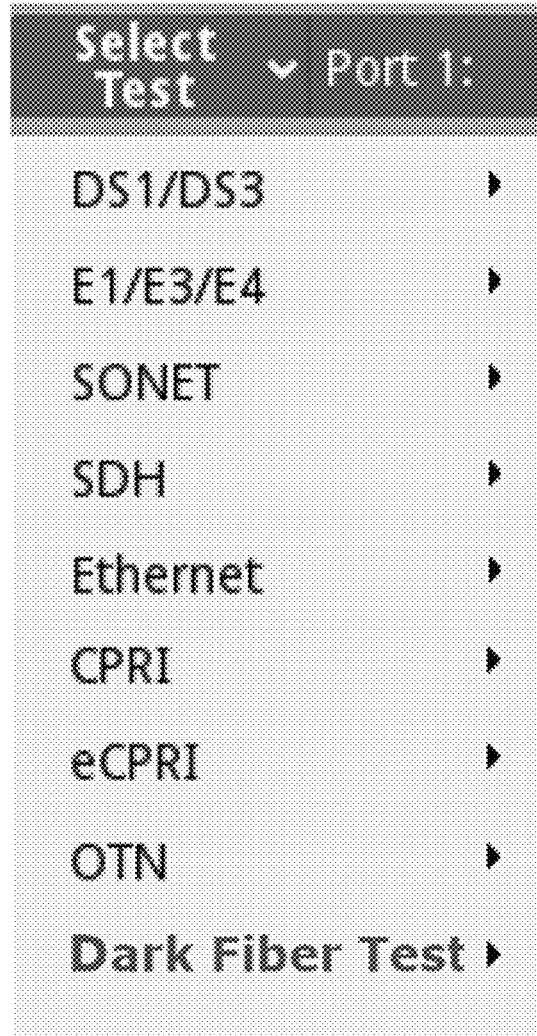 Select
Test
Port 1:
DS1/DS3
E1/E3/E4
SONET
SDH
Ethernet
CPRI
eCPRI
OTN
Dark Fiber Test